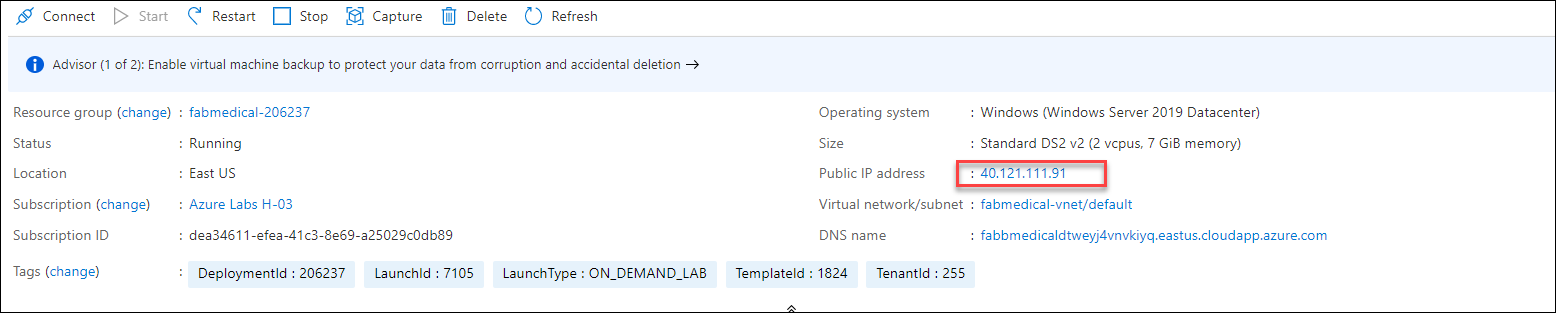 Connect Start Restart Stop Capture Delete Refresh
Advisor (1 of 2): Enable virtual machine backup to protect your data from corruption and accidental deletion →
Resource group (change) : fabmedical-206237
Status : Running
Location : East US
Subscription (change) : Azure Labs H-03
Subscription ID : dea34611-efea-41c3-8e69-a25029c0db89
Operating system : Windows (Windows Server 2019 Datacenter)
Size : Standard DS2 v2 (2 vcpus, 7 GiB memory)
Public IP address : 40.121.111.91
Virtual network/subnet : fabmedical-vnet/default
DNS name : fabbmedicaldtweyj4vnvkiyq.eastus.cloudapp.azure.com
Tags (change) : DeploymentId : 206237 LaunchId : 7105 LaunchType : ON_DEMAND_LAB TemplateId : 1824 TenantId : 255